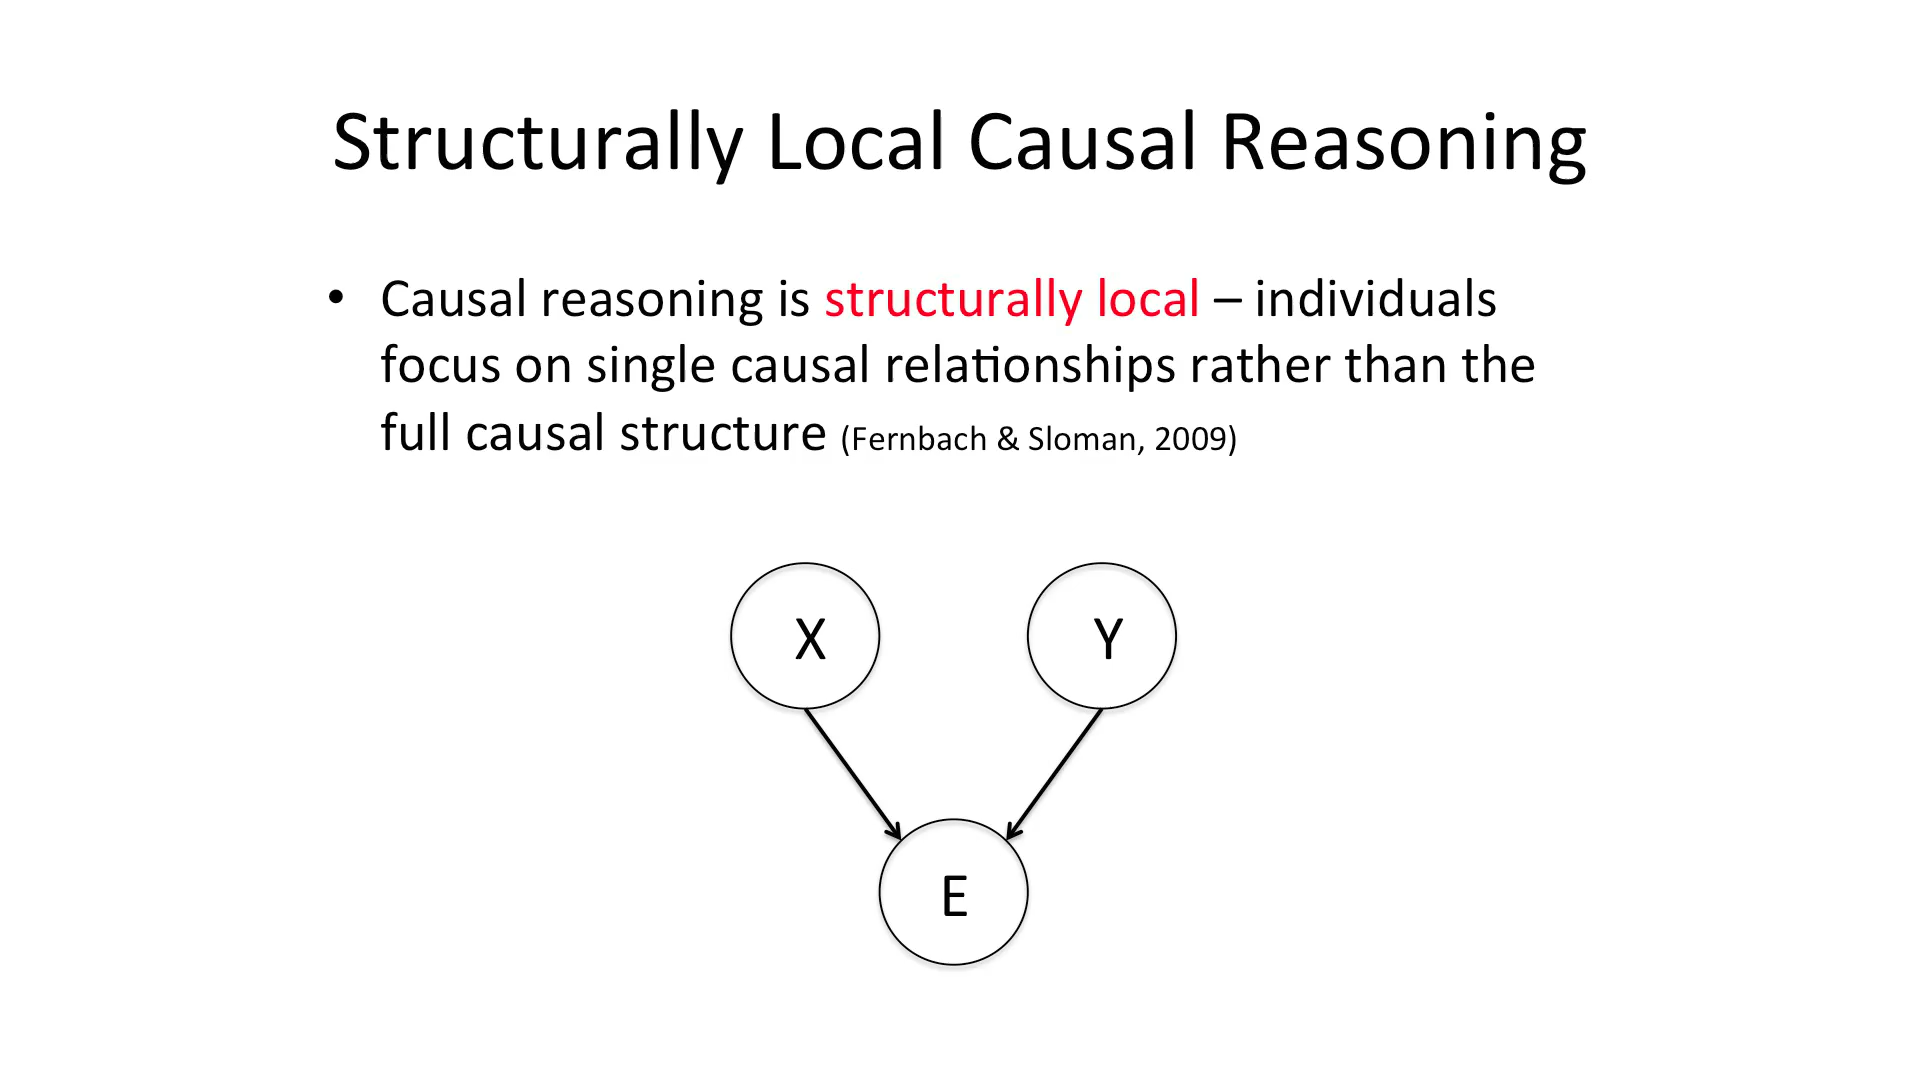 Structurally Local Causal Reasoning
• Causal reasoning is structurally local – individuals
focus on single causal relationships rather than the
full causal structure (Fernbach & Sloman, 2009)
X Y
E